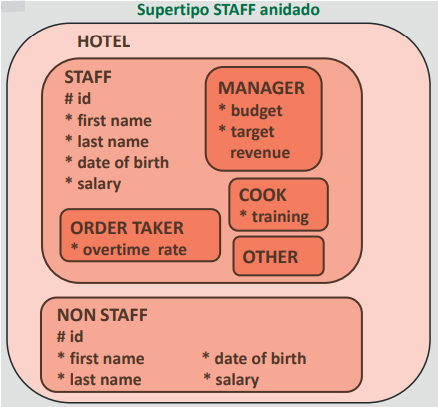 Supertipo STAFF anidado
HOTEL
STAFF
# id
* first name
* last name
* date of birth
* salary
MANAGER
* budget
* target
revenue
COOK
* training
ORDER TAKER
* overtime rate
OTHER
NON STAFF
# id
* first name * date of birth
* last name * salary